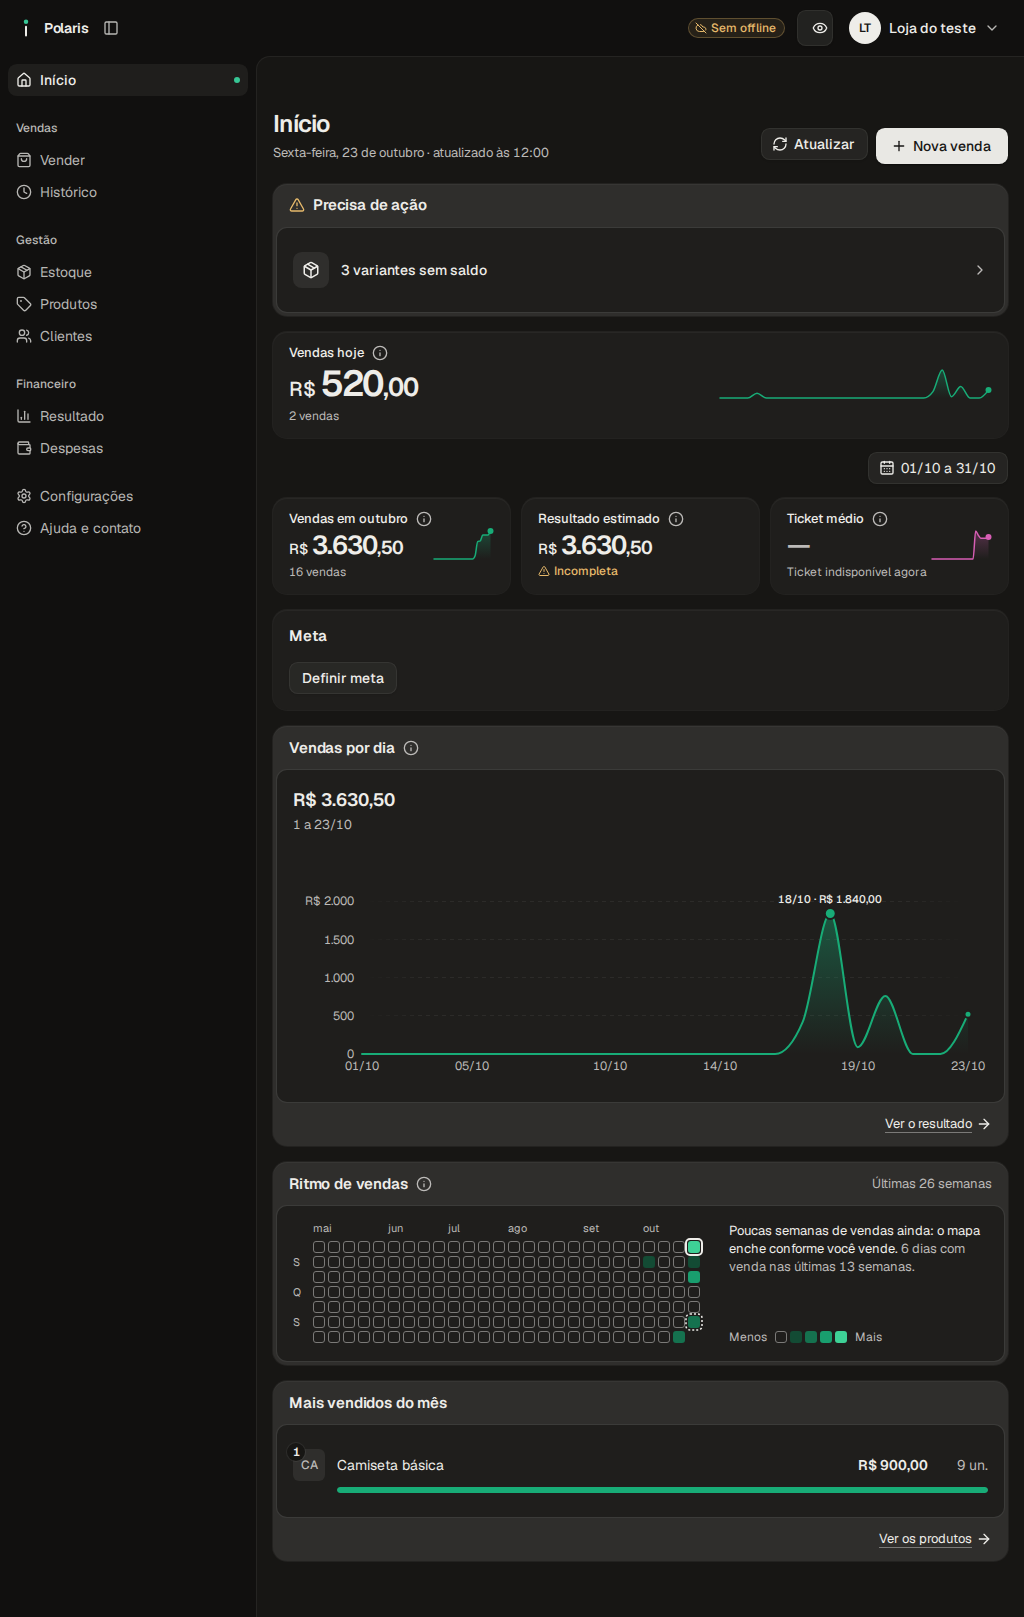 Polaris
Sem offline
LT
Loja do teste
Início
Vendas
Vender
Histórico
Gestão
Estoque
Produtos
Clientes
Financeiro
Resultado
Despesas
Configurações
Ajuda e contato
Início
Sexta-feira, 23 de outubro · atualizado às 12:00
Atualizar
Nova venda
Precisa de ação
3 variantes sem saldo
Vendas hoje
R$ 520,00
2 vendas
01/10 a 31/10
Vendas em outubro
R$ 3.630,50
16 vendas
Resultado estimado
R$ 3.630,50
Incompleta
Ticket médio
—
Ticket indisponível agora
Meta
Definir meta
Vendas por dia
R$ 3.630,50
1 a 23/10
18/10 · R$ 1.840,00
R$ 2.000
1.500
1.000
500
0
01/10 05/10 10/10 14/10 19/10 23/10
Ver o resultado
Ritmo de vendas
Últimas 26 semanas
mai jun jul ago set out
S
Q
S
Poucas semanas de vendas ainda: o mapa
enche conforme você vende. 6 dias com
venda nas últimas 13 semanas.
Menos
Mais
Mais vendidos do mês
1
CA
Camiseta básica
R$ 900,00
9 un.
Ver os produtos